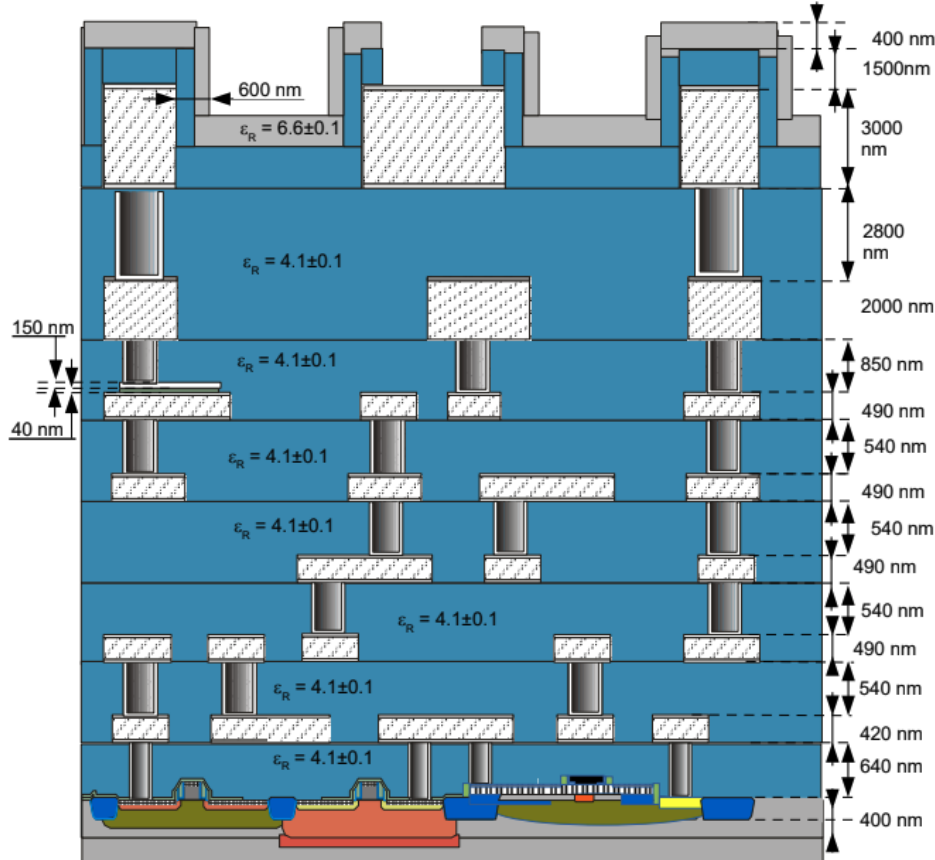 400 nm
1500nm
600 nm
ε_R = 6.6±0.1
3000
nm
2800
nm
ε_R = 4.1±0.1
2000 nm
150 nm
ε_R = 4.1±0.1
850 nm
490 nm
40 nm
540 nm
ε_R = 4.1±0.1
490 nm
ε_R = 4.1±0.1
540 nm
490 nm
540 nm
ε_R = 4.1±0.1
490 nm
ε_R = 4.1±0.1
540 nm
420 nm
ε_R = 4.1±0.1
640 nm
400 nm